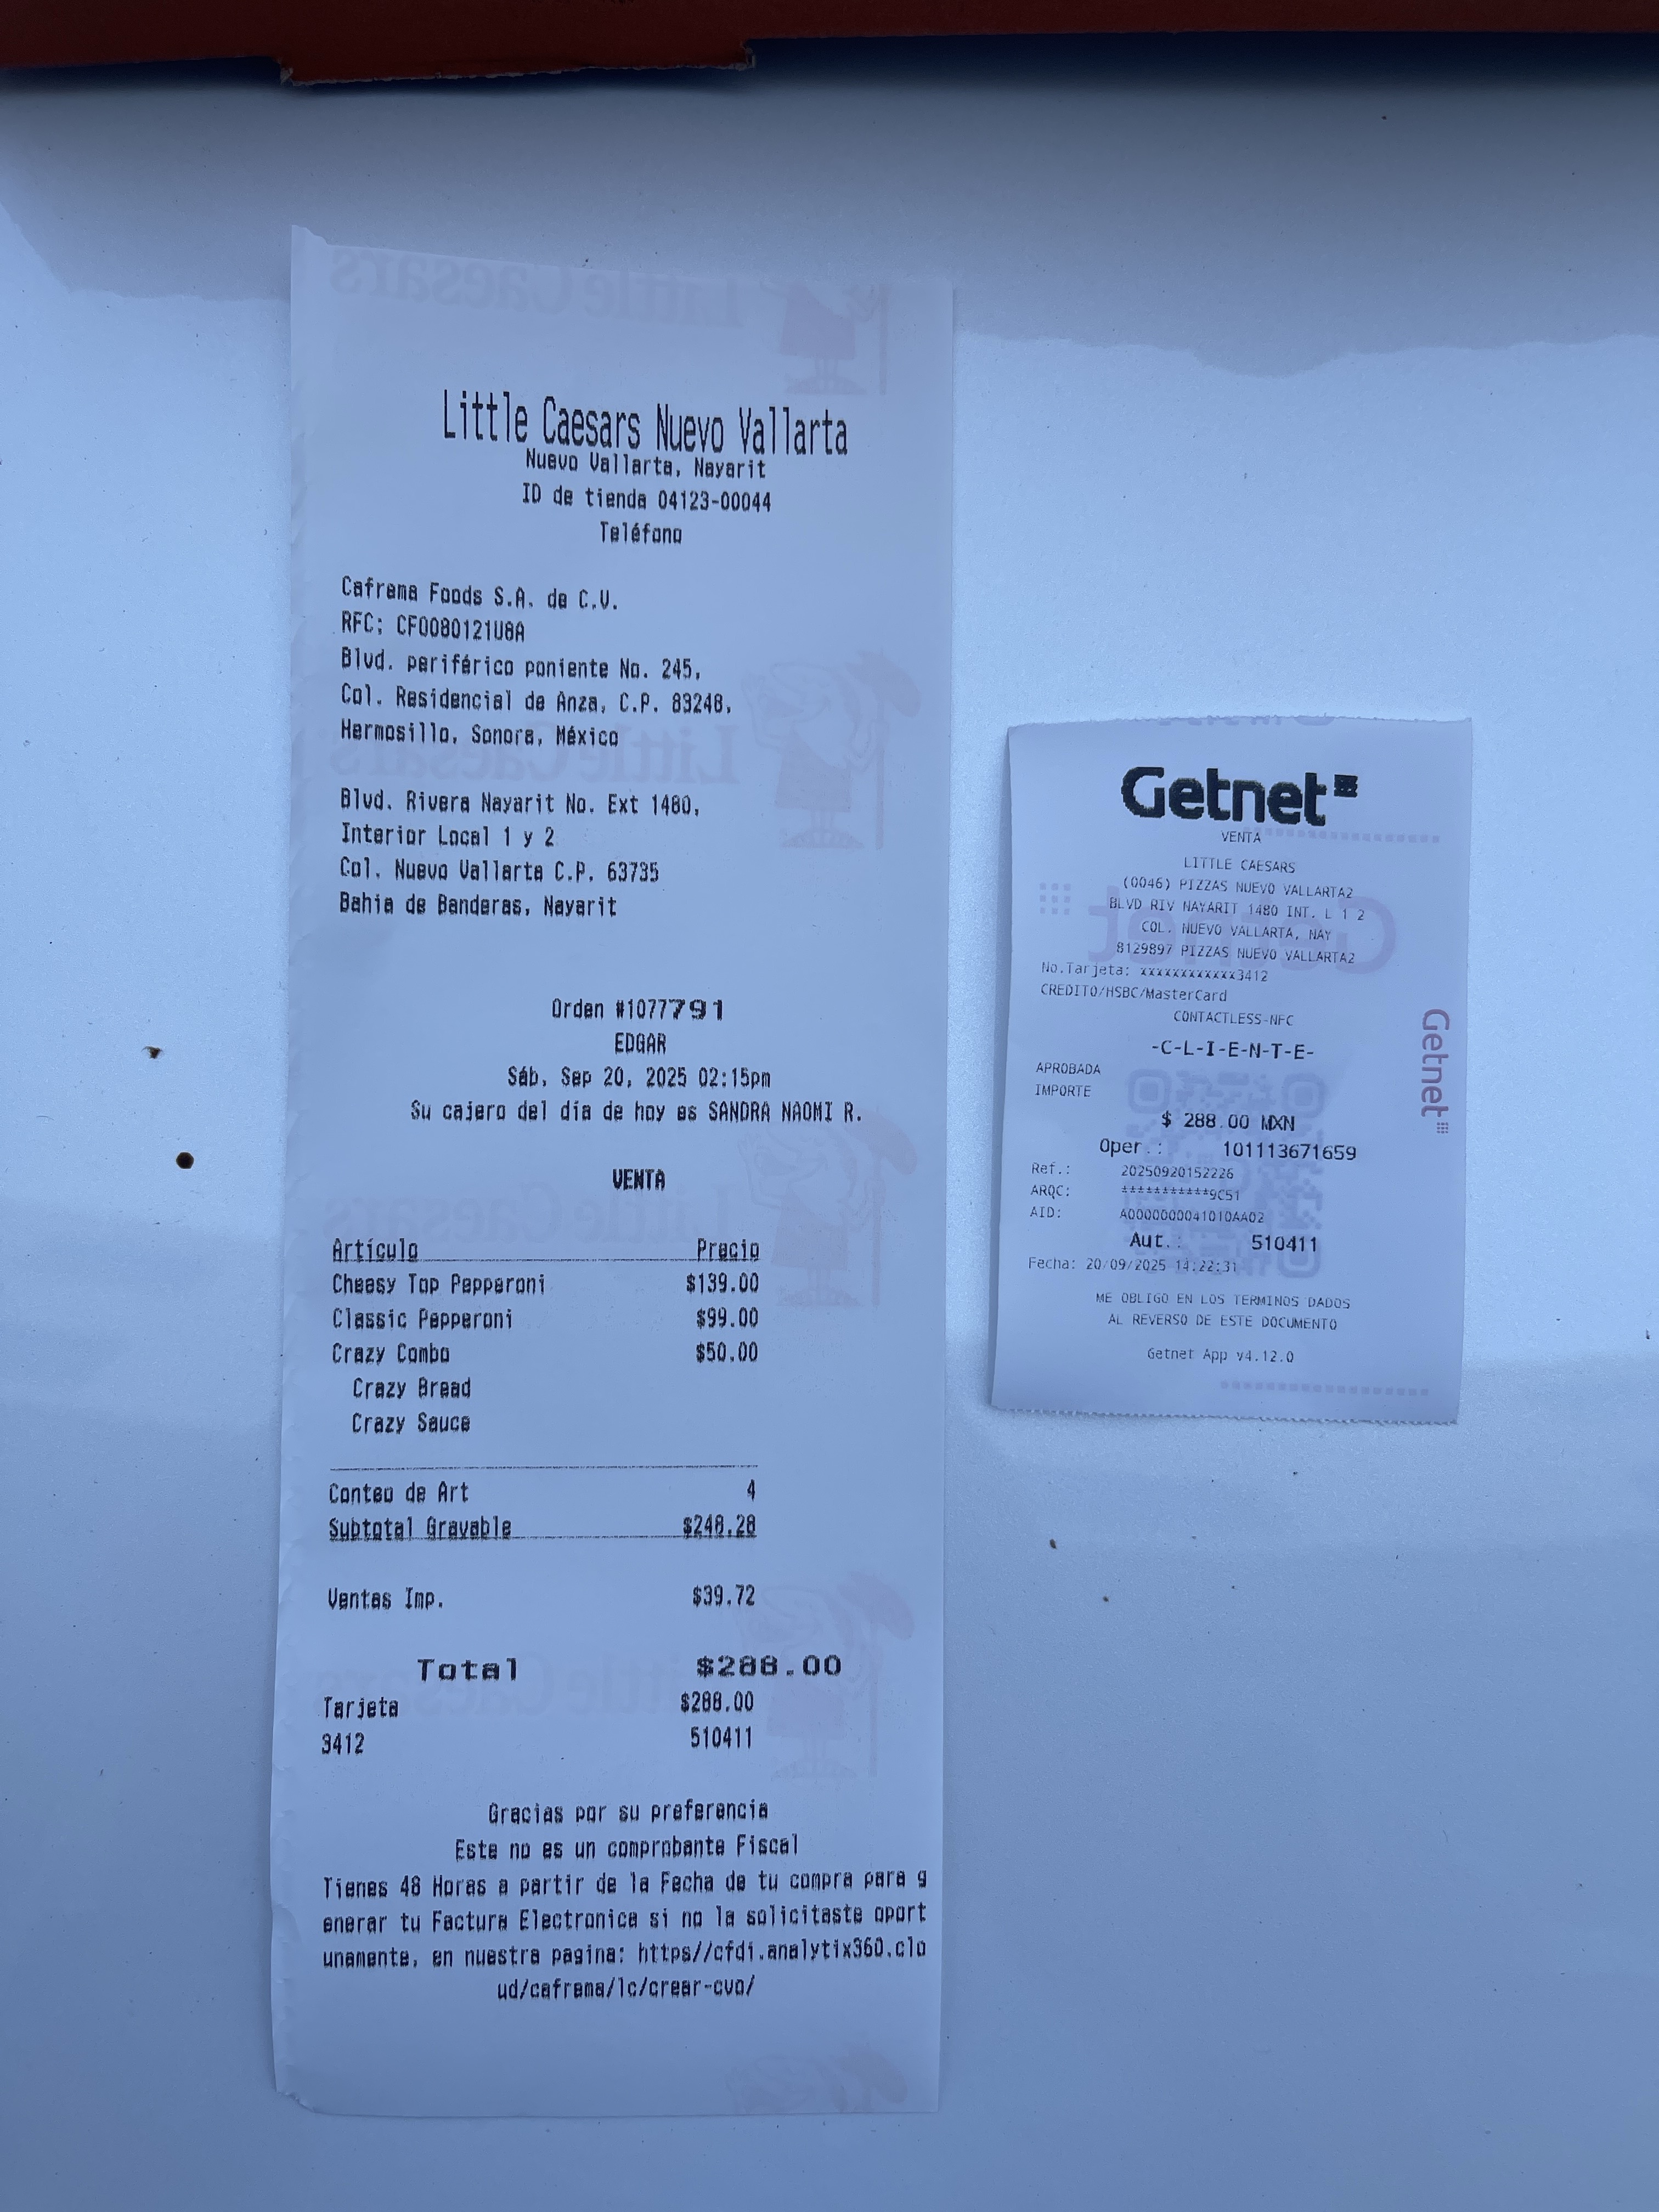 Little Caesars Nuevo Vallarta
Nuevo Vallarta, Nayarit
ID de tienda 04123-00044
Teléfono
Cafrema Foods S.A. de C.V.
RFC: CFO080121U8A
Blvd. periférico poniente No. 245,
Col. Residencial de Anza, C.P. 83248,
Hermosillo, Sonora, México
Blvd. Rivera Nayarit No. Ext 1480,
Interior Local 1 y 2
Col. Nuevo Vallarta C.P. 63735
Bahia de Banderas, Nayarit
Orden #1077791
EDGAR
Sáb, Sep 20, 2025 02:15pm
Su cajero del día de hoy es SANDRA NAOMI R.
VENTA
Artículo Precio
Cheesy Top Pepperoni $139.00
Classic Pepperoni $99.00
Crazy Combo $50.00
Crazy Bread
Crazy Sauce
Conteo de Art 4
Subtotal Gravable $248.28
Ventas Imp. $39.72
Total $288.00
Tarjeta $288.00
3412 510411
Gracias por su preferencia
Este no es un comprobante Fiscal
Tienes 48 Horas a partir de la Fecha de tu compra para g
enerar tu Factura Electronica si no la solicitaste oport
unamente, en nuestra pagina: https//cfdi.analytix360.clo
ud/cafrema/lc/crear-cvo/
Getnet
VENTA
LITTLE CAESARS
(0046) PIZZAS NUEVO VALLARTA2
BLVD RIV NAYARIT 1480 INT. L 1 2
COL. NUEVO VALLARTA, NAY
8129897 PIZZAS NUEVO VALLARTA2
No.Tarjeta: xxxxxxxxxxxx3412
CREDITO/HSBC/MasterCard
CONTACTLESS-NFC
-C-L-I-E-N-T-E-
APROBADA
IMPORTE
$ 288.00 MXN
Oper.: 101113671659
Ref.: 20250920152226
ARQC: ************9C51
AID: A0000000041010AA02
Aut.: 510411
Fecha: 20/09/2025 14:22:31
ME OBLIGO EN LOS TERMINOS DADOS
AL REVERSO DE ESTE DOCUMENTO
Getnet App v4.12.0
Getnet